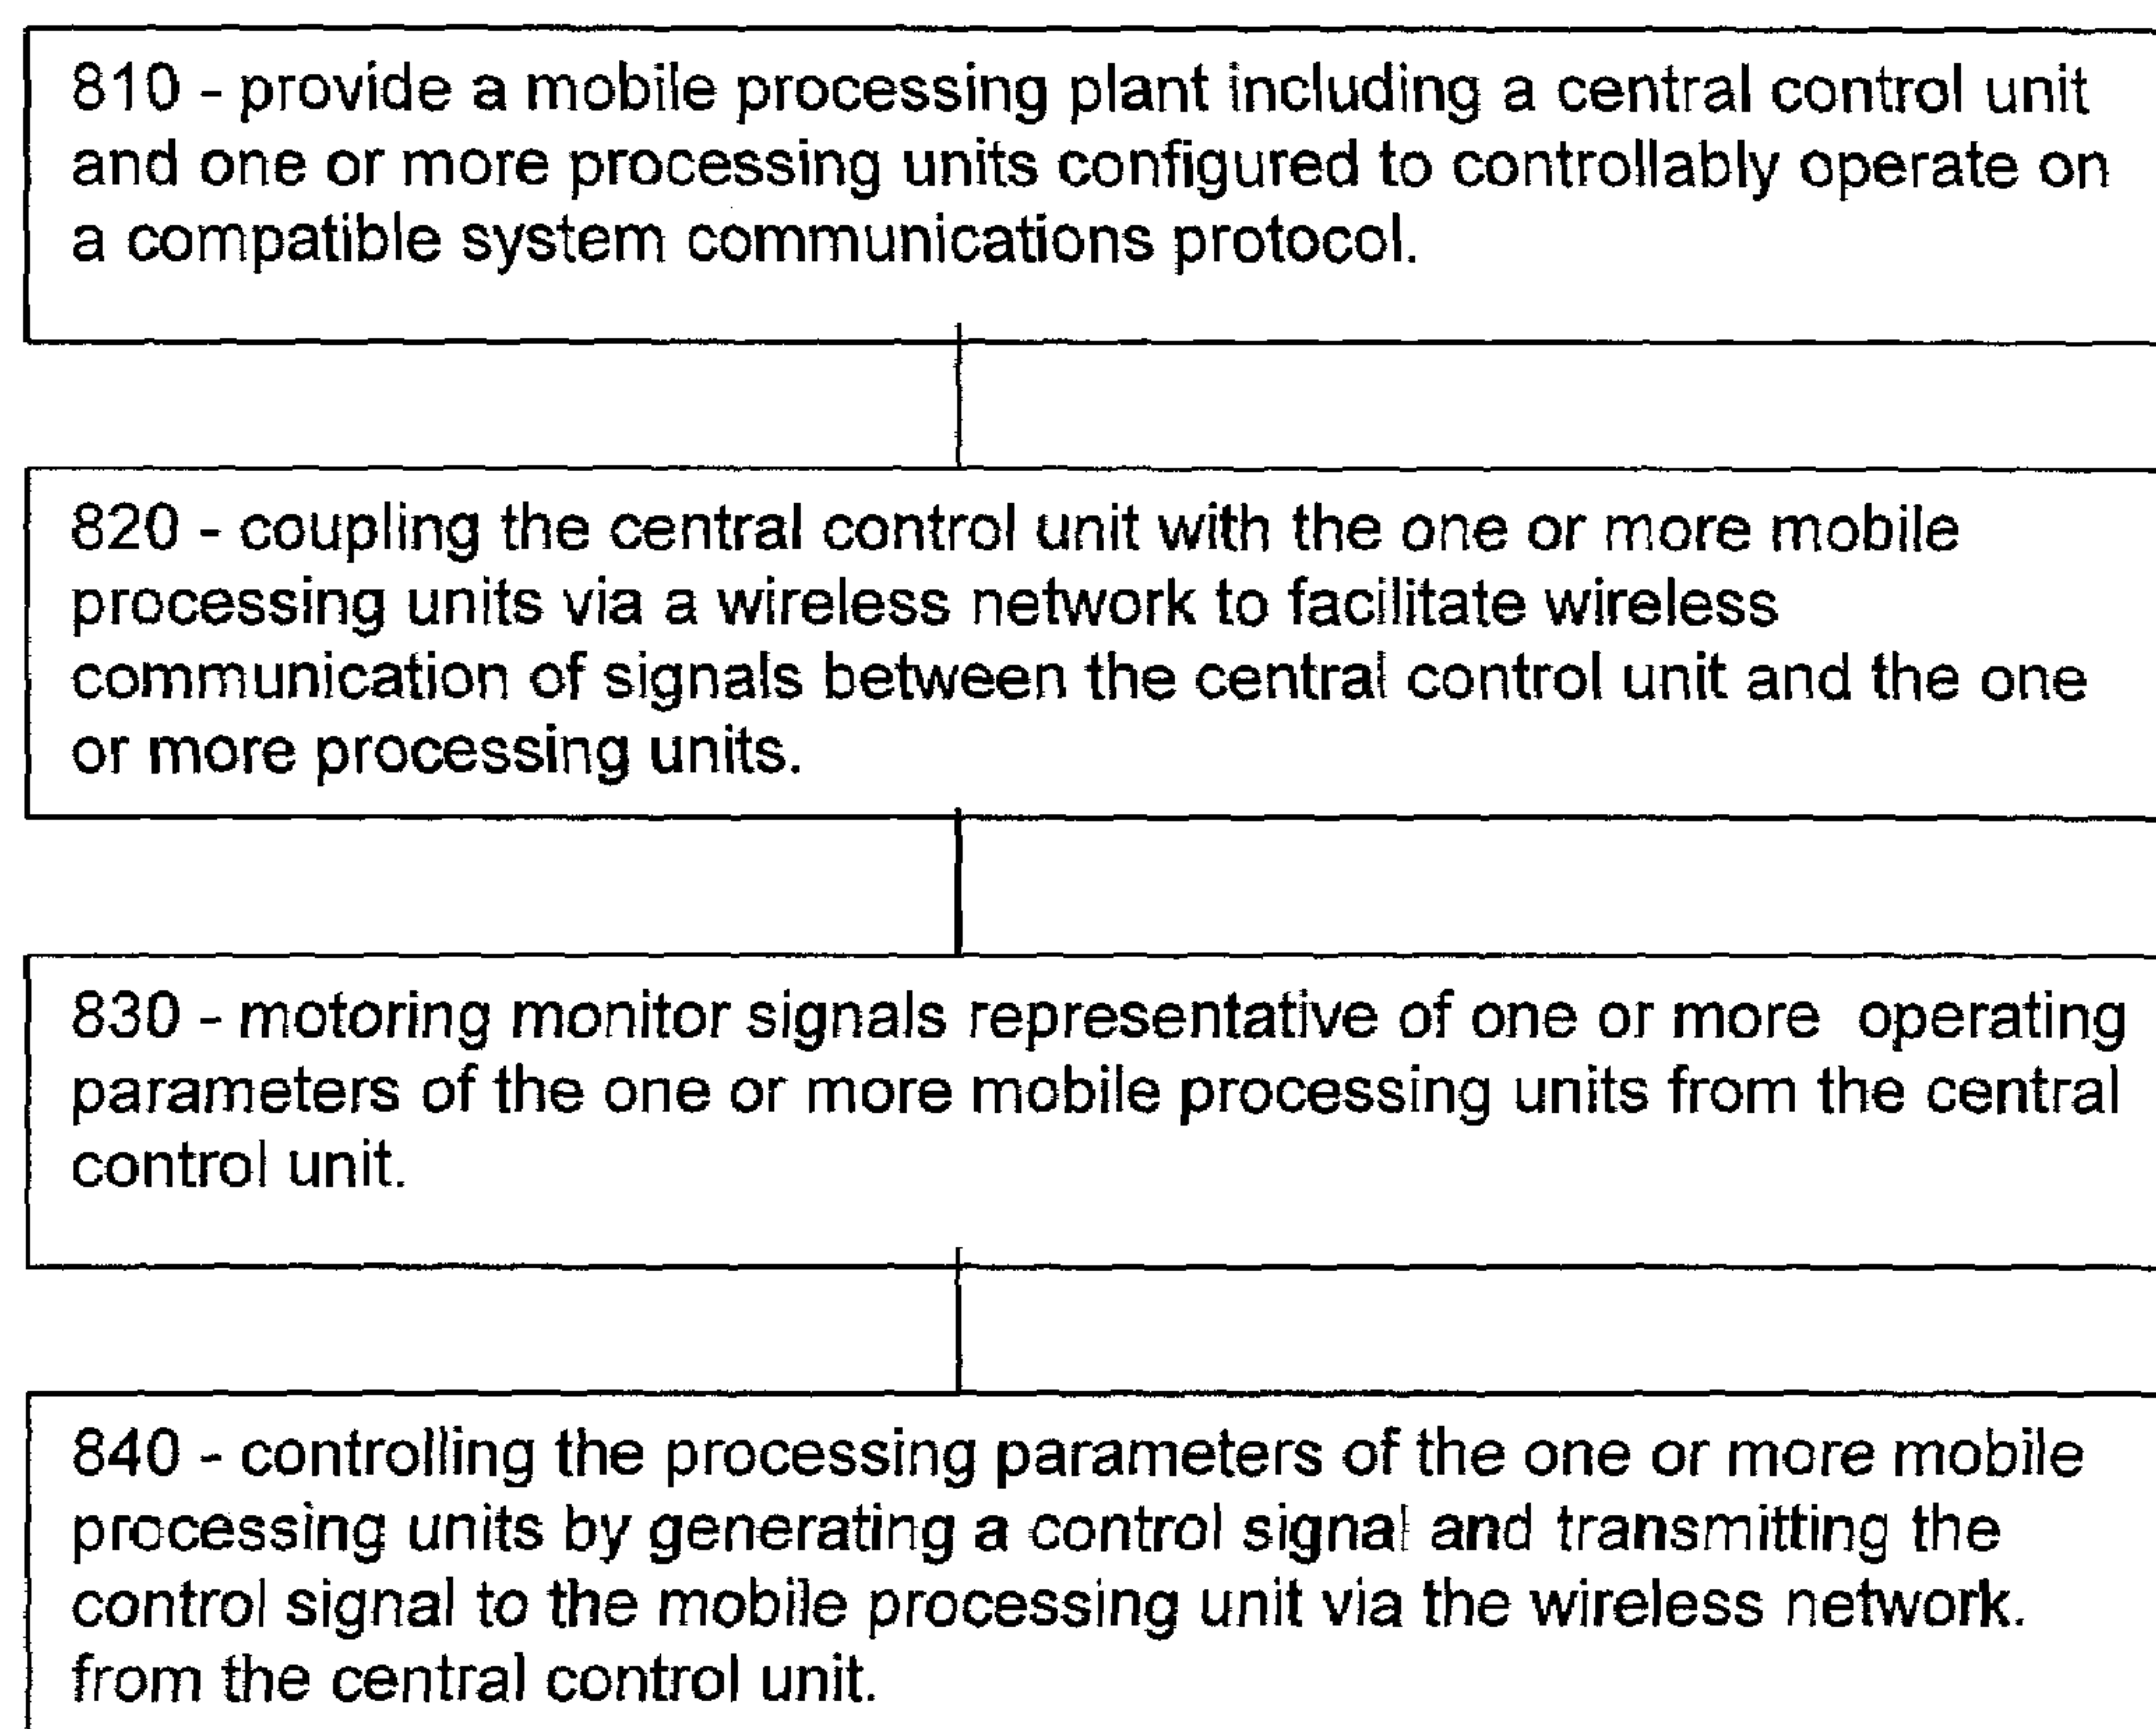 810 - provide a mobile processing plant including a central control unit
and one or more processing units configured to controllably operate on
a compatible system communications protocol.
820 - coupling the central control unit with the one or more mobile
processing units via a wireless network to facilitate wireless
communication of signals between the central control unit and the one
or more processing units.
830 - motoring monitor signals representative of one or more operating
parameters of the one or more mobile processing units from the central
control unit.
840 - controlling the processing parameters of the one or more mobile
processing units by generating a control signal and transmitting the
control signal to the mobile processing unit via the wireless network.
from the central control unit.